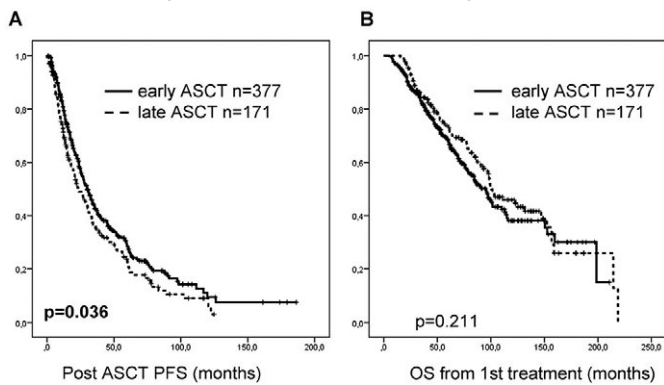 A
B
1,0
0,8
0,6
0,4
0,2
0,0
early ASCT n=377
late ASCT n=171
p=0.036
,0
50,0
100,0
150,0
200,0
Post ASCT PFS (months)
1,0
0,8
0,6
0,4
0,2
0,0
early ASCT n=377
late ASCT n=171
p=0.211
,0
50,0
100,0
150,0
200,0
250,0
OS from 1st treatment (months)